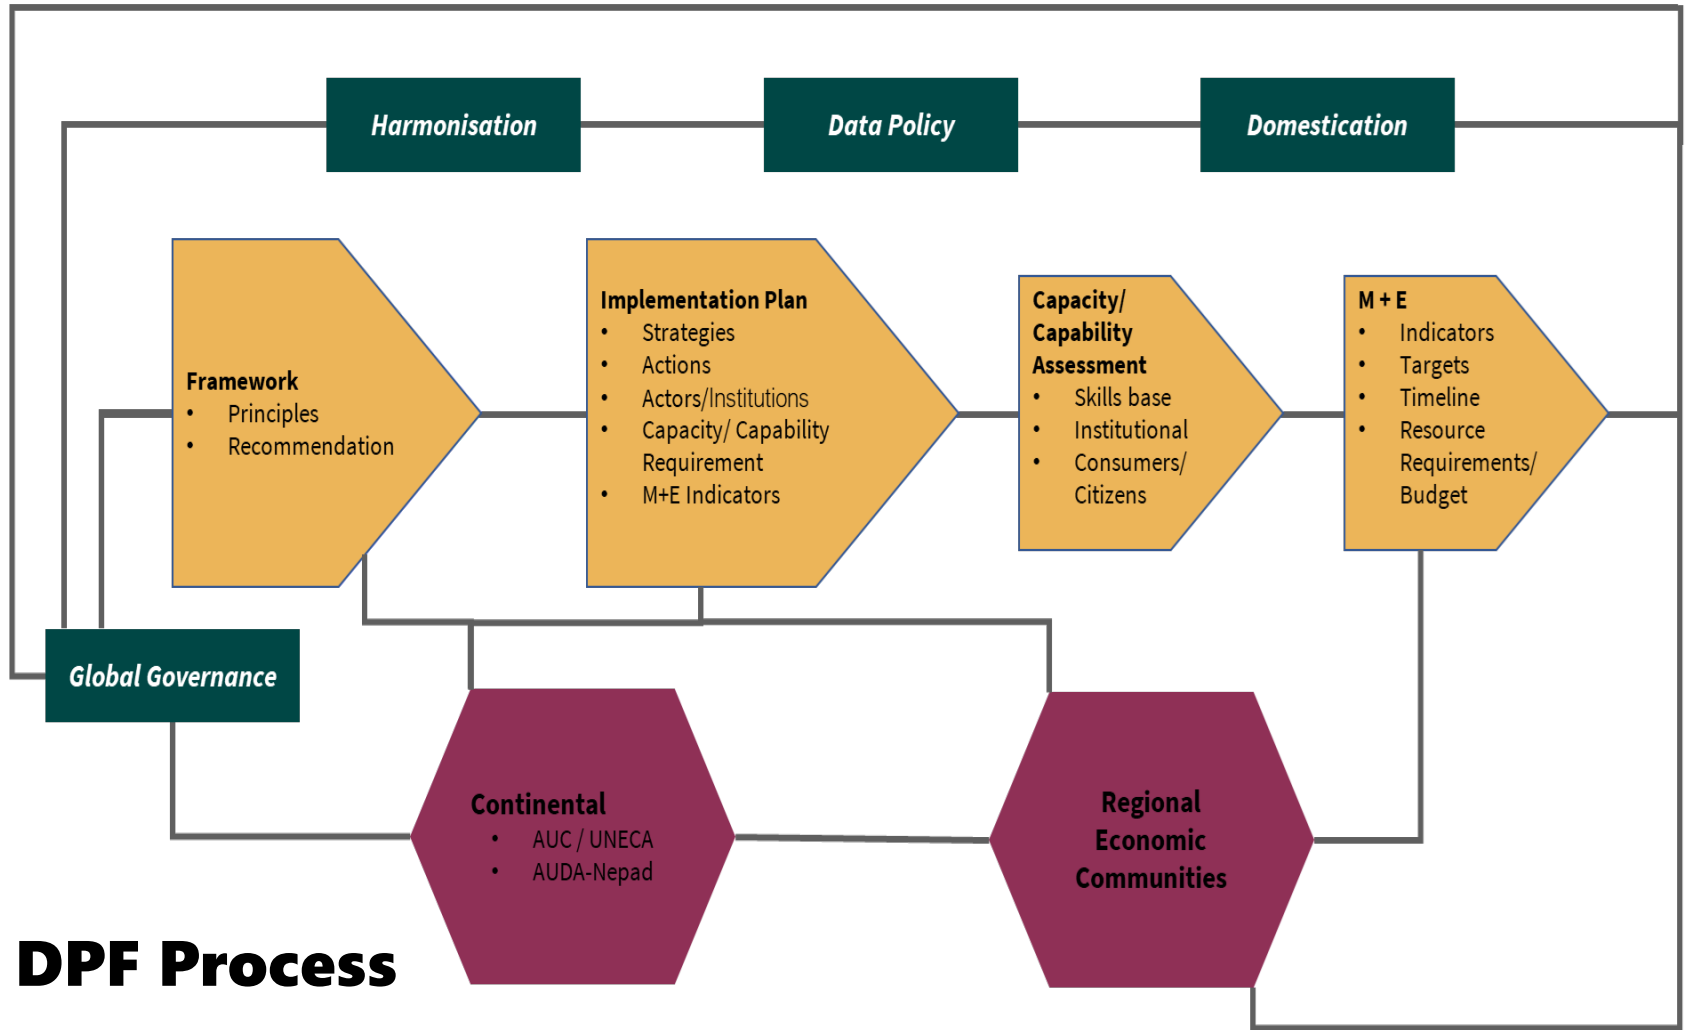 Harmonisation
Data Policy
Domestication
Framework
• Principles
• Recommendation
Implementation Plan
• Strategies
• Actions
• Actors/Institutions
• Capacity/ Capability
Requirement
• M+E Indicators
Capacity/
Capability
Assessment
• Skills base
• Institutional
• Consumers/
Citizens
M + E
• Indicators
• Targets
• Timeline
• Resource
Requirements/
Budget
Global Governance
Continental
• AUC / UNECA
• AUDA-Nepad
Regional
Economic
Communities
DPF Process